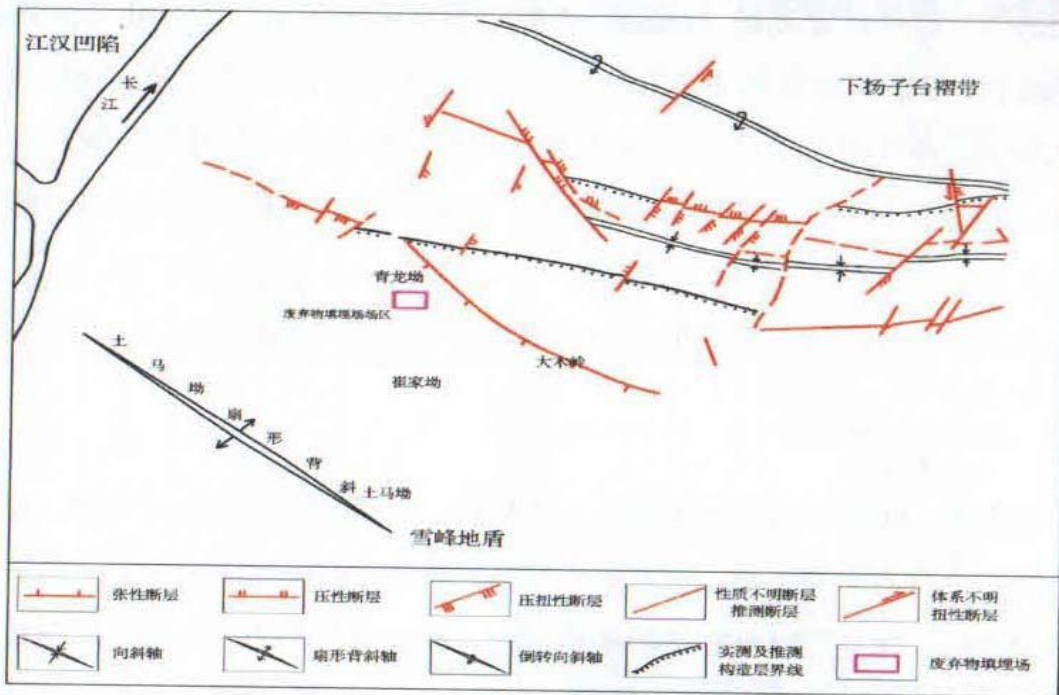 江汉凹陷
长江
下扬子台褶带
青龙坳
废弃物填埋场场区
大木岭
崔家坳
土马坳扇形背斜
土马坳
雪峰地盾
张性断层
压性断层
压扭性断层
性质不明断层
推测断层
体系不明
扭性断层
向斜轴
扇形背斜轴
倒转向斜轴
实测及推测
构造层界线
废弃物填埋场